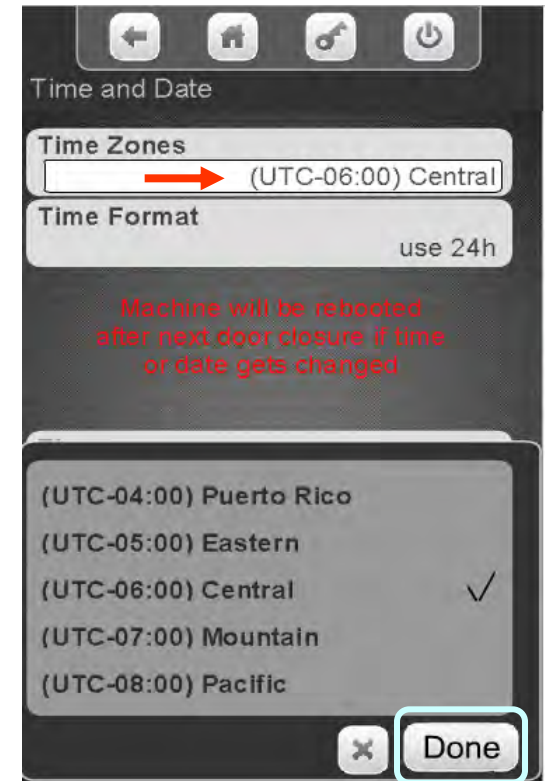 Time and Date
Time Zones
(UTC-06:00) Central
Time Format
use 24h
Machine will be rebooted
after next door closure if time
or date gets changed
(UTC-04:00) Puerto Rico
(UTC-05:00) Eastern
(UTC-06:00) Central
(UTC-07:00) Mountain
(UTC-08:00) Pacific
Done